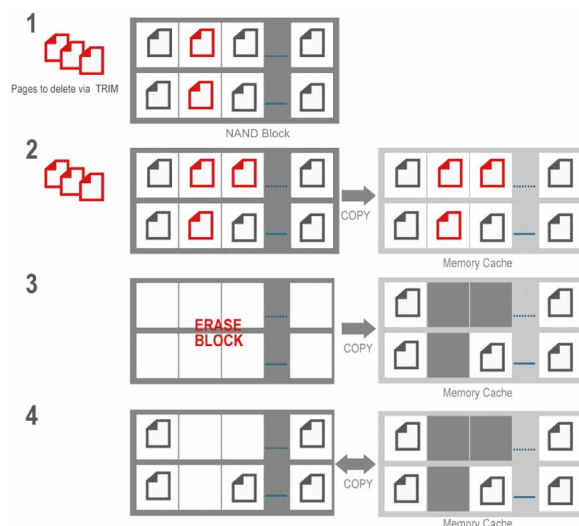 1
Pages to delete via TRIM
NAND Block
2
COPY
Memory Cache
3
ERASE
BLOCK
COPY
Memory Cache
4
COPY
Memory Cache